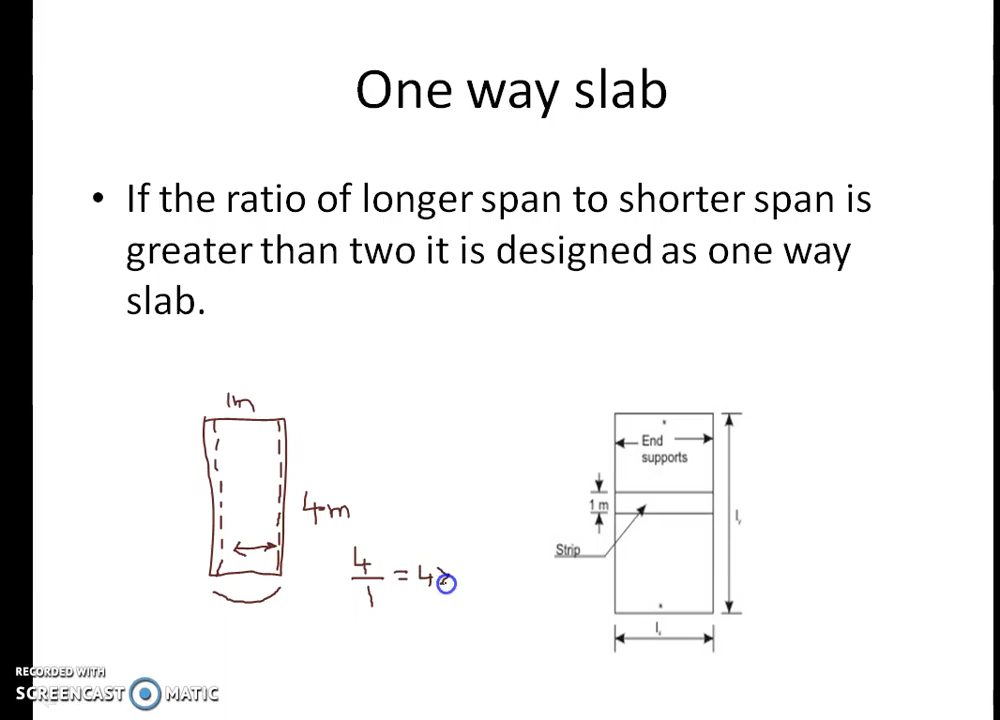 One way slab
• If the ratio of longer span to shorter span is
greater than two it is designed as one way
slab.
1m
4m
4/1 = 4
End
supports
1 m
Strip
RECORDED WITH
SCREENCAST MATIC